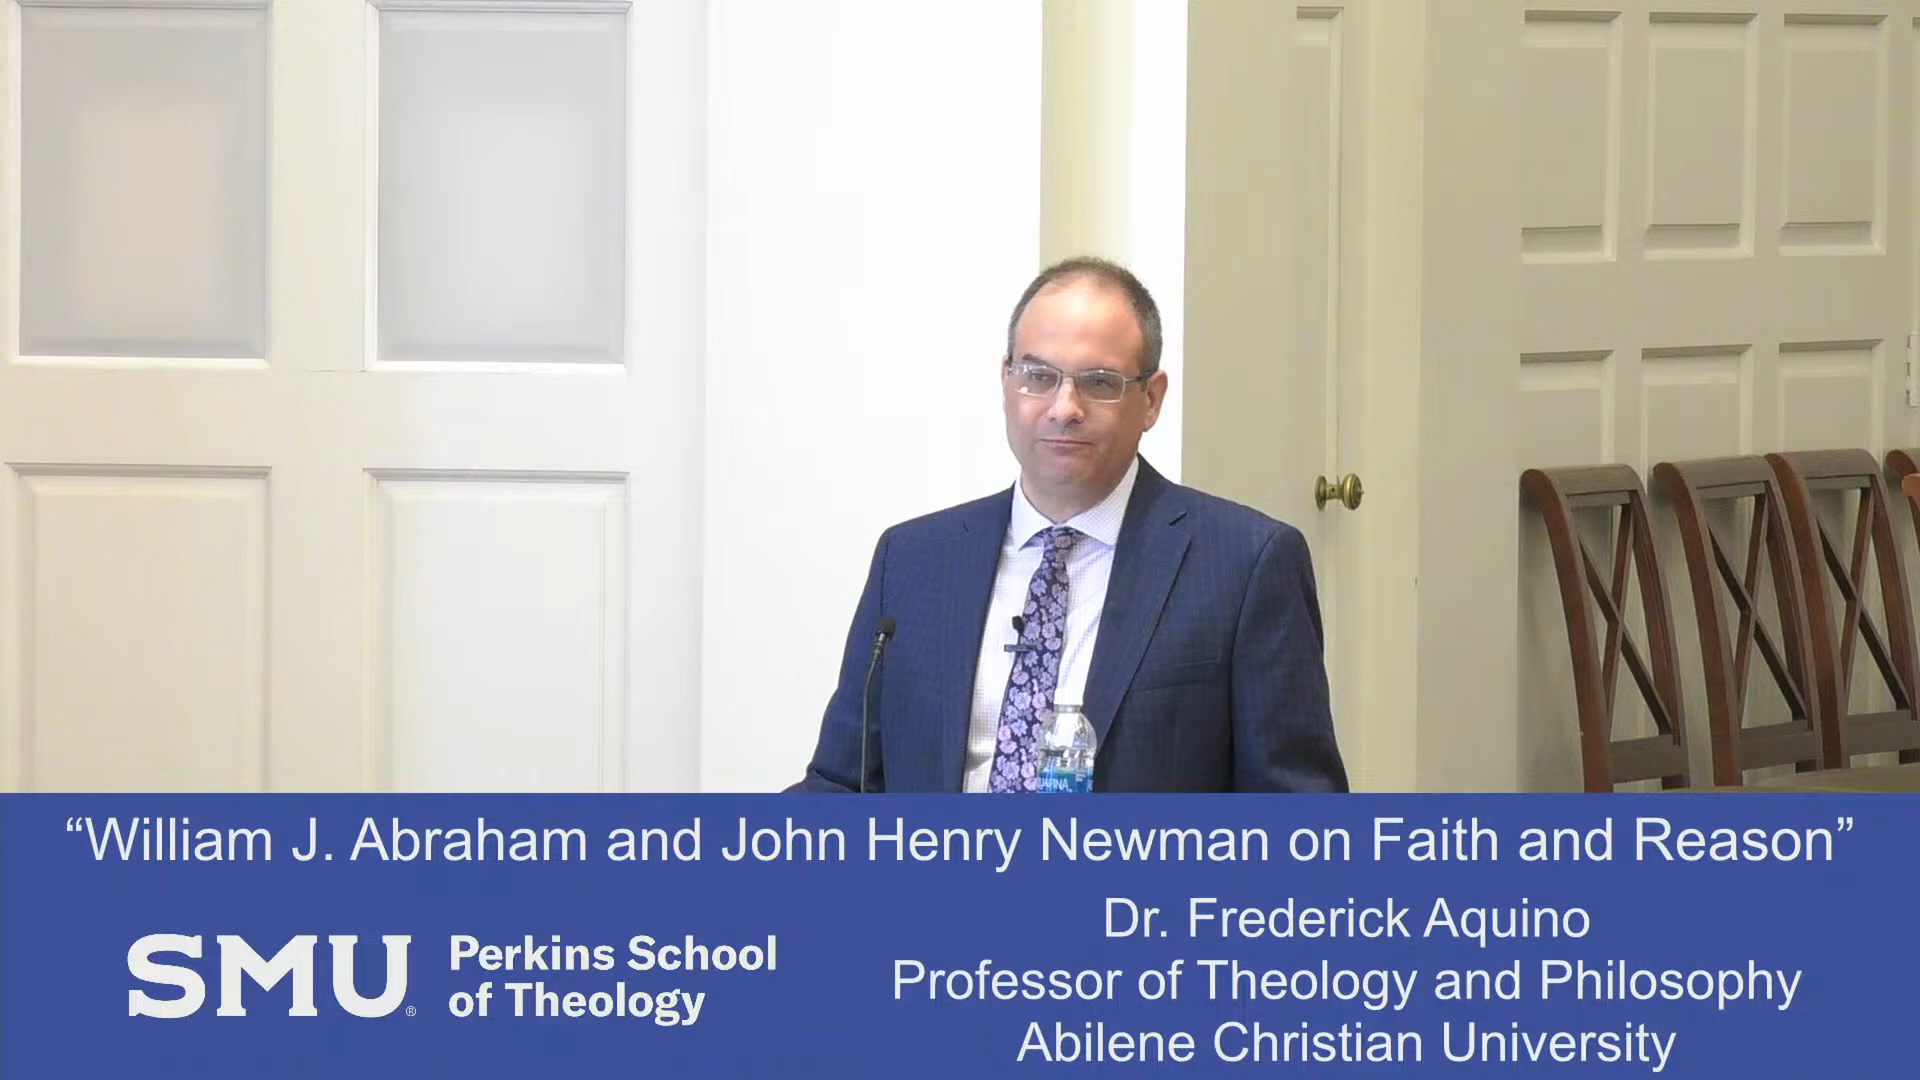 “William J. Abraham and John Henry Newman on Faith and Reason”
SMU®
Perkins School
of Theology
Dr. Frederick Aquino
Professor of Theology and Philosophy
Abilene Christian University